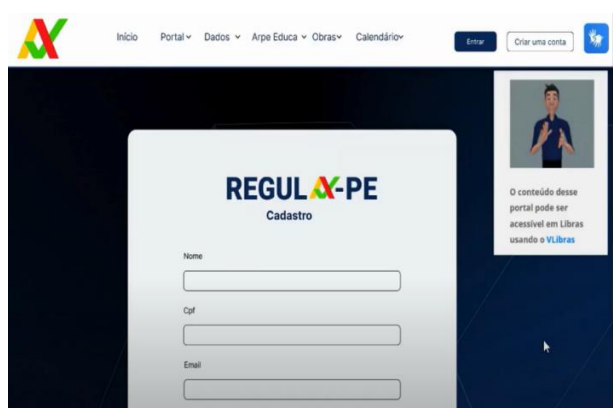 Início Portal Dados Arpe Educa Obras Calendário Entrar Criar uma conta
REGULA-PE
Cadastro
Nome
Cpf
Email
O conteúdo desse
portal pode ser
acessível em Libras
usando o VLibras